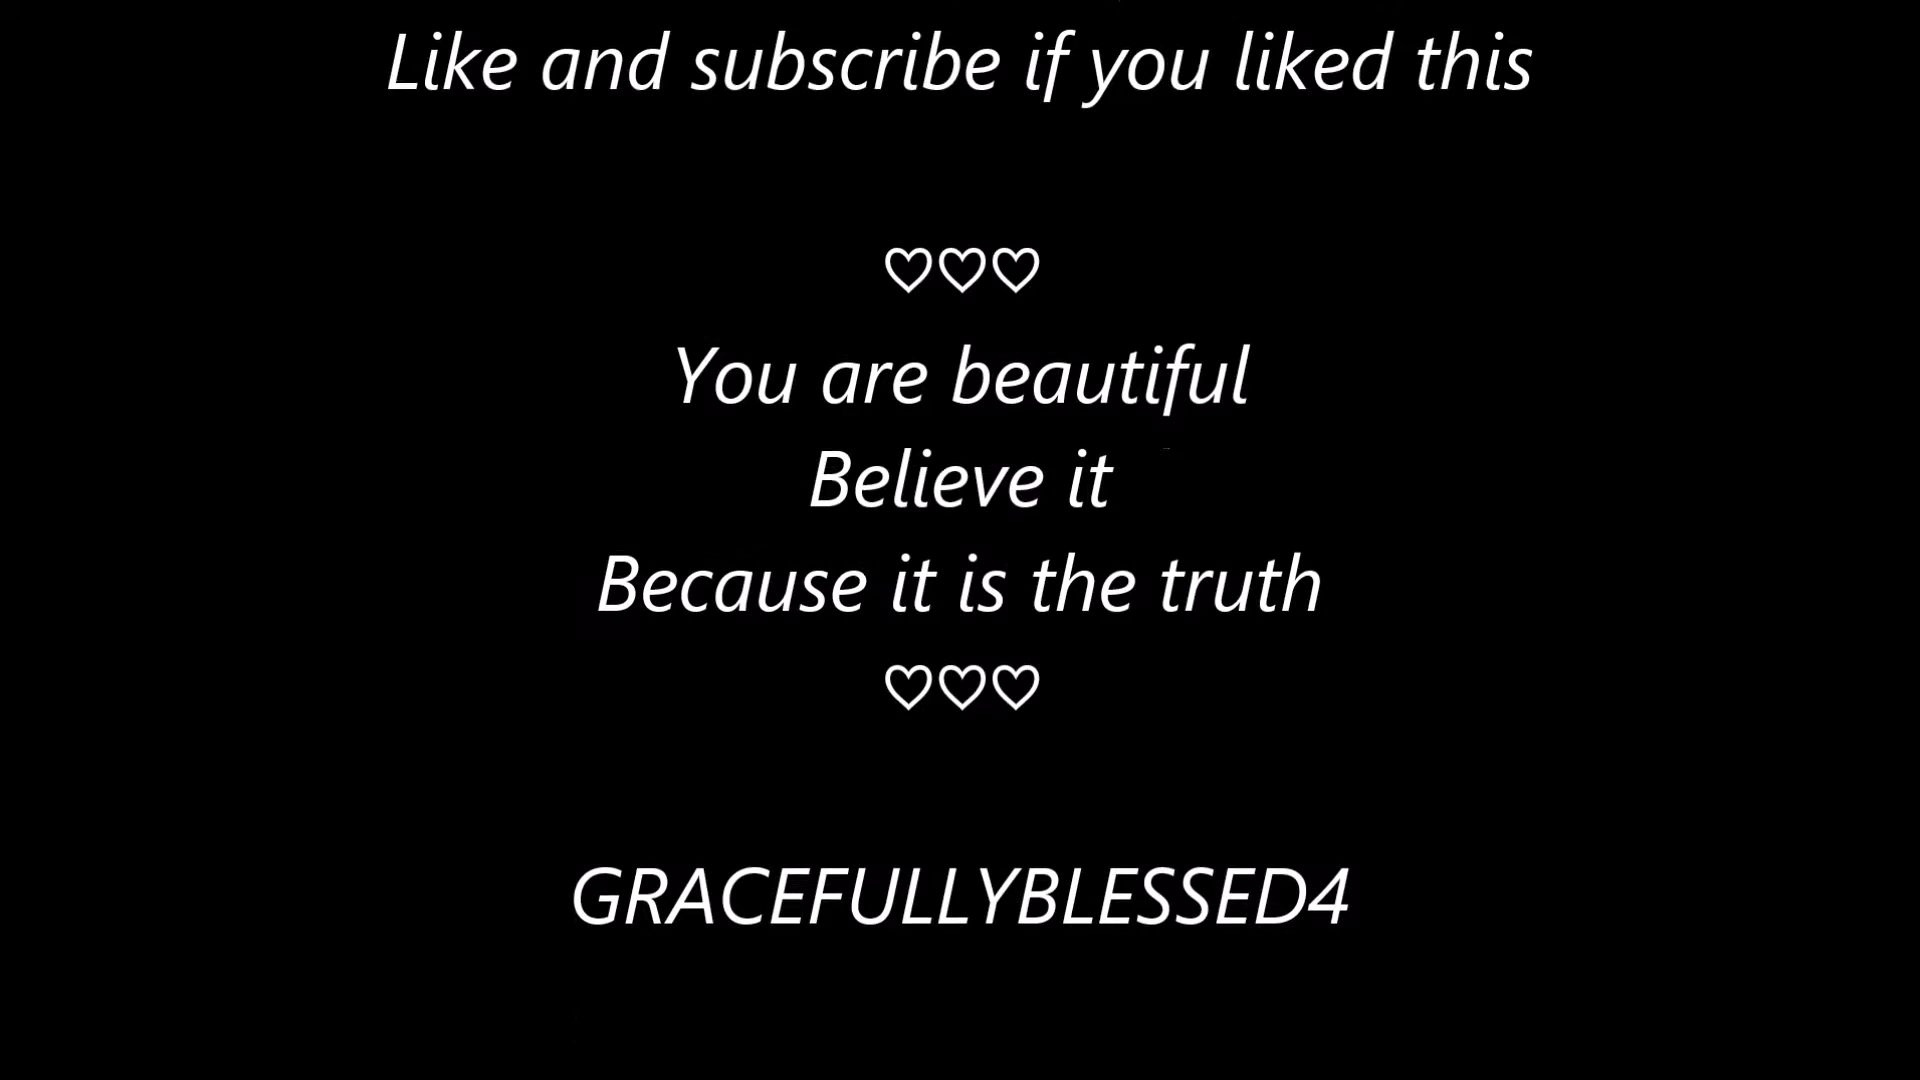 Like and subscribe if you liked this
♡♡♡
You are beautiful
Believe it
Because it is the truth
♡♡♡
GRACEFULLYBLESSED4